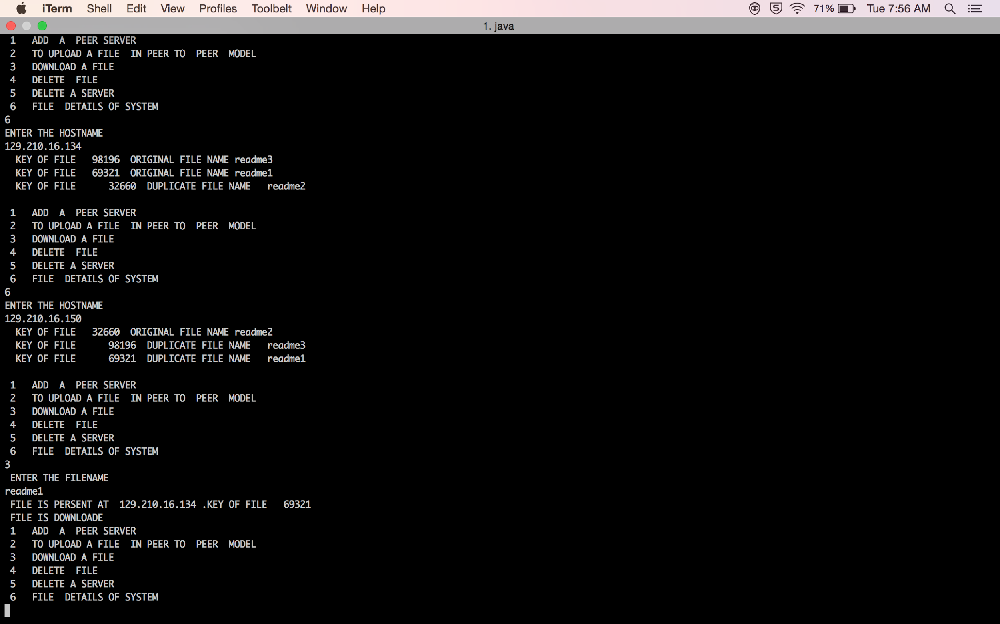 iTerm Shell Edit View Profiles Toolbelt Window Help 71% Tue 7:56 AM
1. java
1 ADD A PEER SERVER
2 TO UPLOAD A FILE IN PEER TO PEER MODEL
3 DOWNLOAD A FILE
4 DELETE FILE
5 DELETE A SERVER
6 FILE DETAILS OF SYSTEM
6
ENTER THE HOSTNAME
129.210.16.134
KEY OF FILE 98196 ORIGINAL FILE NAME readme3
KEY OF FILE 69321 ORIGINAL FILE NAME readme1
KEY OF FILE 32660 DUPLICATE FILE NAME readme2
1 ADD A PEER SERVER
2 TO UPLOAD A FILE IN PEER TO PEER MODEL
3 DOWNLOAD A FILE
4 DELETE FILE
5 DELETE A SERVER
6 FILE DETAILS OF SYSTEM
6
ENTER THE HOSTNAME
129.210.16.150
KEY OF FILE 32660 ORIGINAL FILE NAME readme2
KEY OF FILE 98196 DUPLICATE FILE NAME readme3
KEY OF FILE 69321 DUPLICATE FILE NAME readme1
1 ADD A PEER SERVER
2 TO UPLOAD A FILE IN PEER TO PEER MODEL
3 DOWNLOAD A FILE
4 DELETE FILE
5 DELETE A SERVER
6 FILE DETAILS OF SYSTEM
3
ENTER THE FILENAME
readme1
FILE IS PERSENT AT 129.210.16.134 .KEY OF FILE 69321
FILE IS DOWNLOADE
1 ADD A PEER SERVER
2 TO UPLOAD A FILE IN PEER TO PEER MODEL
3 DOWNLOAD A FILE
4 DELETE FILE
5 DELETE A SERVER
6 FILE DETAILS OF SYSTEM